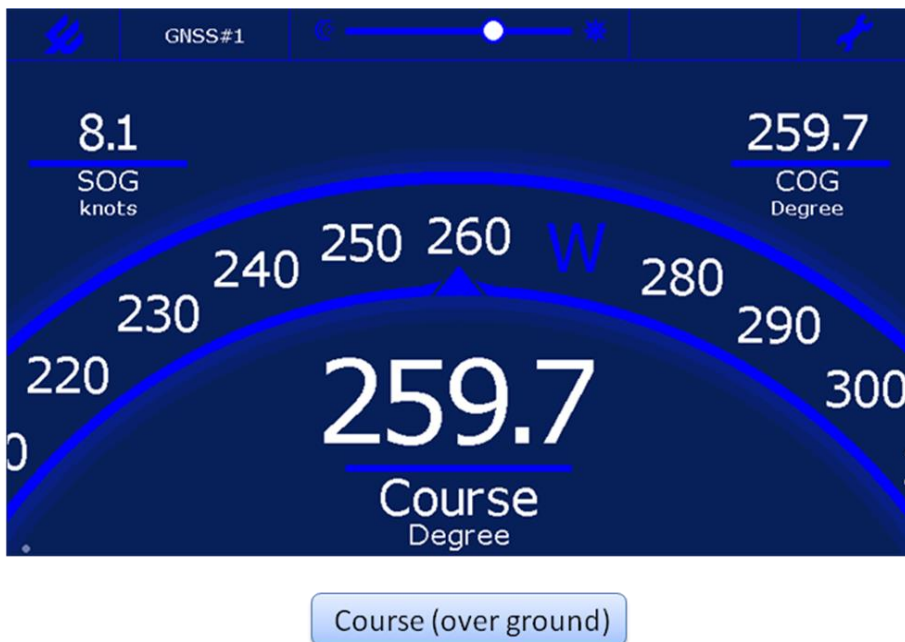 GNSS#1
8.1
SOG
knots
259.7
COG
Degree
220 230 240 250 260 W 280 290 300
0
259.7
Course
Degree
Course (over ground)